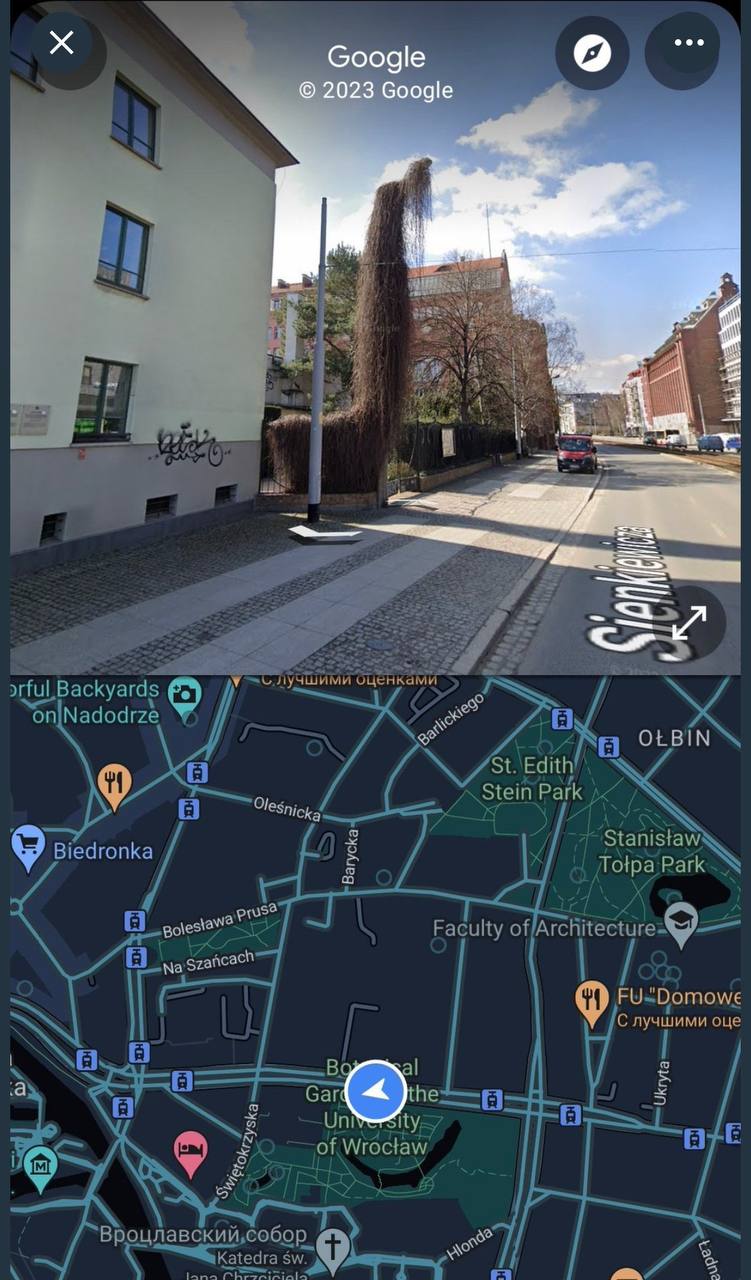 Google
© 2023 Google
Sienkiewicza
С лучшими оценками
orful Backyards
on Nadodrze
Barlickiego
OŁBIN
St. Edith
Stein Park
Oleśnicka
Stanisław
Tołpa Park
Biedronka
Barycka
Bolesława Prusa
Faculty of Architecture
Na Szańcach
FU "Domowe
С лучшими оце
Botanical
Garden of the
University
of Wrocław
Ukryta
Świętokrzyska
Вроцлавский собор
Katedra św.
Jana Chrzciciela
Hlonda
Ładna